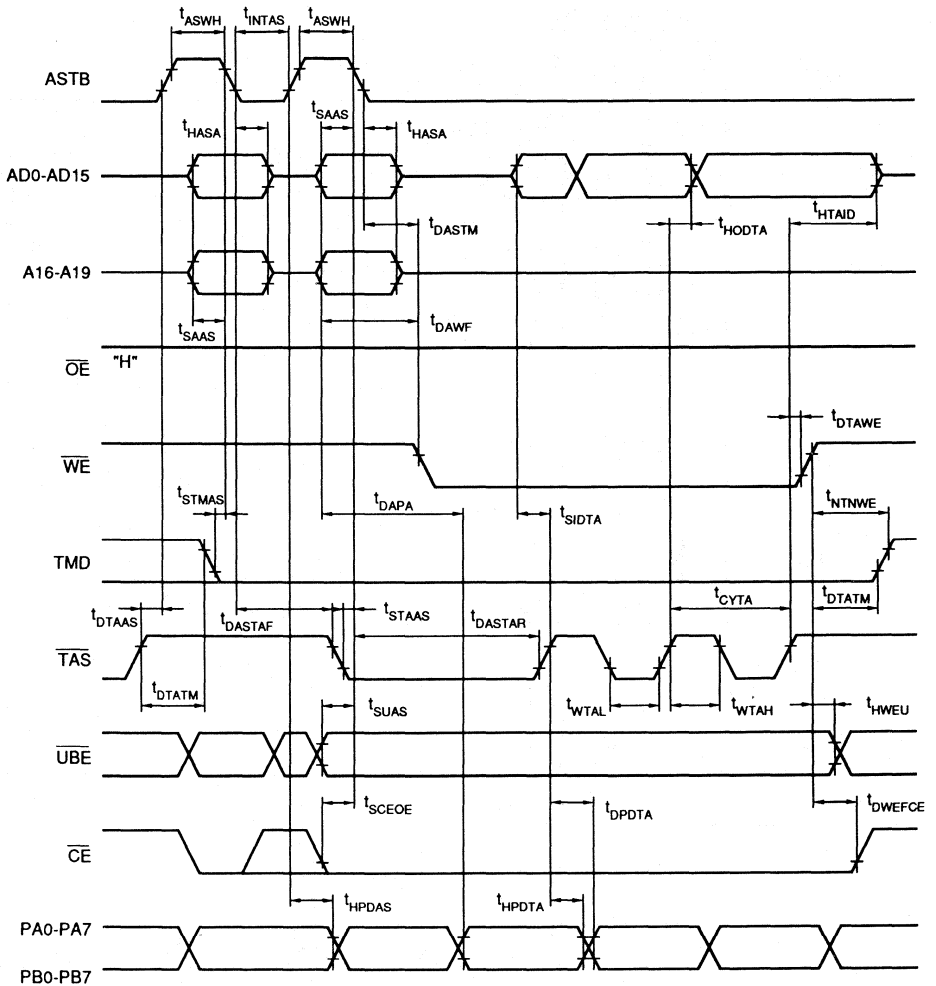 tASWH tINTAS tASWH
ASTB
tSAAS
tHASA tHASA
AD0-AD15
tHTAID
tDASTM tHODTA
A16-A19
tSAAS tDAWF
OE "H"
tDTAWE
WE
tSTMAS tDAPA tSIDTA tNTNWE
TMD
tDTAAS tDASTAF tSTAAS tDASTAR tCYTA tDTATM
TAS
tDTATM tSUAS tWTAL tWTAH tHWEU
UBE
tSCEOE tDPDTA tDWEFCE
CE
tHPDAS tHPDTA
PA0-PA7
PB0-PB7